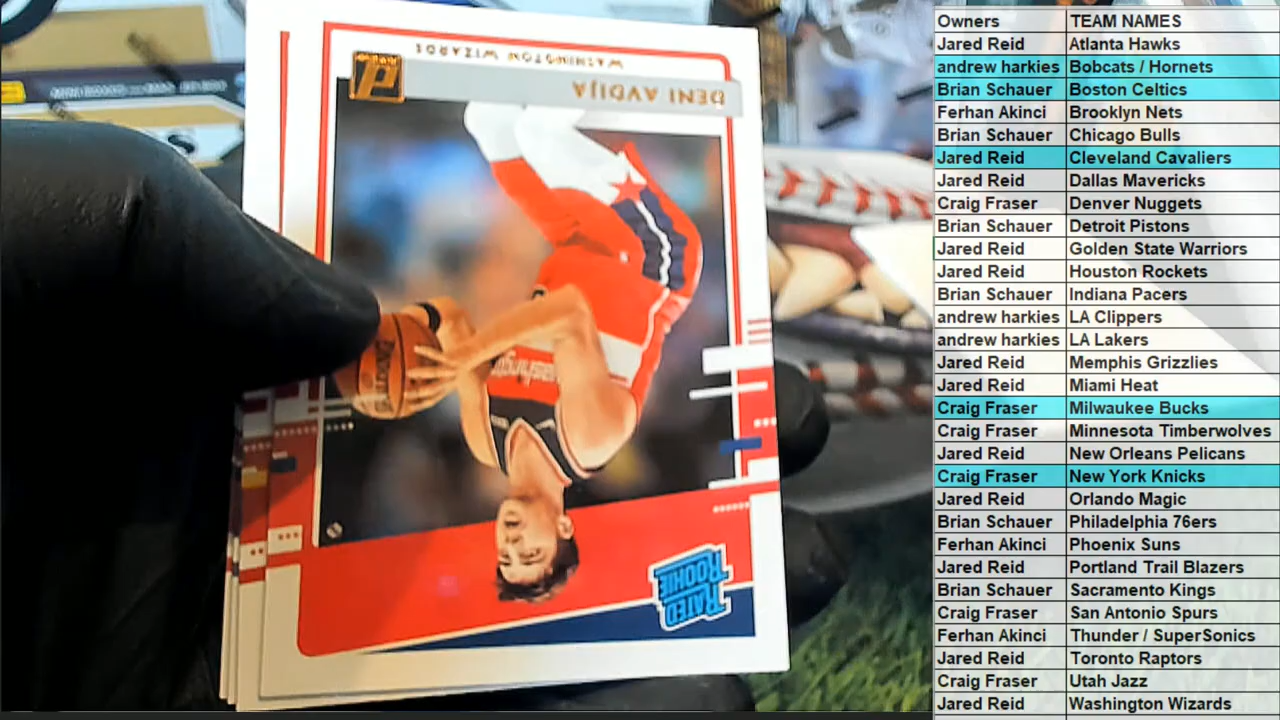 WASHINGTON WIZARDS
DENI AVDIJA
RATED
ROOKIE
Owners TEAM NAMES
Jared Reid Atlanta Hawks
andrew harkies Bobcats / Hornets
Brian Schauer Boston Celtics
Ferhan Akinci Brooklyn Nets
Brian Schauer Chicago Bulls
Jared Reid Cleveland Cavaliers
Jared Reid Dallas Mavericks
Craig Fraser Denver Nuggets
Brian Schauer Detroit Pistons
Jared Reid Golden State Warriors
Jared Reid Houston Rockets
Brian Schauer Indiana Pacers
andrew harkies LA Clippers
andrew harkies LA Lakers
Jared Reid Memphis Grizzlies
Jared Reid Miami Heat
Craig Fraser Milwaukee Bucks
Craig Fraser Minnesota Timberwolves
Jared Reid New Orleans Pelicans
Craig Fraser New York Knicks
Jared Reid Orlando Magic
Brian Schauer Philadelphia 76ers
Ferhan Akinci Phoenix Suns
Jared Reid Portland Trail Blazers
Brian Schauer Sacramento Kings
Craig Fraser San Antonio Spurs
Ferhan Akinci Thunder / SuperSonics
Jared Reid Toronto Raptors
Craig Fraser Utah Jazz
Jared Reid Washington Wizards